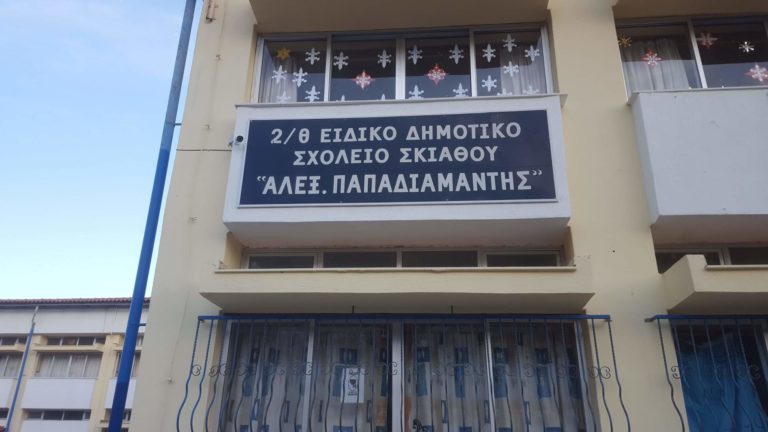 2/Θ ΕΙΔΙΚΟ ΔΗΜΟΤΙΚΟ
ΣΧΟΛΕΙΟ ΣΚΙΑΘΟΥ
“ΑΛΕΞ. ΠΑΠΑΔΙΑΜΑΝΤΗΣ”